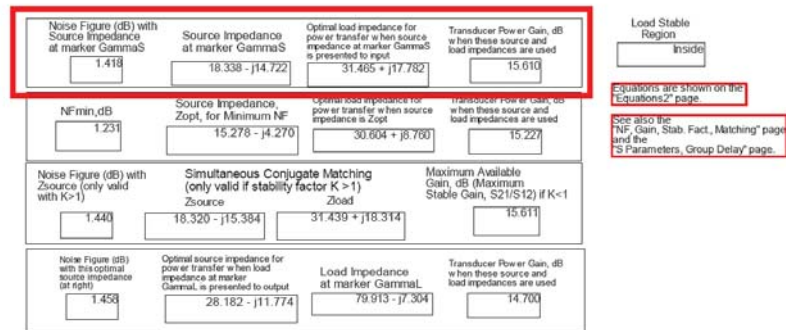 Noise Figure (dB) with
Source Impedance
at marker GammaS
1.418
Source Impedance
at marker GammaS
18.338 - j14.722
Optimal load impedance for
power transfer when source
impedance at marker GammaS
is presented to input
31.465 + j17.782
Transducer Power Gain, dB
when these source and
load impedances are used
15.610
Load Stable
Region
Inside
Equations are shown on the
"Equations2" page.
See also the
"NF, Gain, Stab. Fact., Matching" page
and the
"S Parameters, Group Delay" page.
NFmin,dB
1.231
Source Impedance,
Zopt, for Minimum NF
15.278 - j4.270
Optimal load impedance for
power transfer when source
impedance is Zopt
30.604 + j8.760
Transducer Power Gain, dB
when these source and
load impedances are used
15.227
Noise Figure (dB) with
Zsource (only valid
with K>1)
1.440
Simultaneous Conjugate Matching
(only valid if stability factor K >1)
Zsource
18.320 - j15.384
Zload
31.439 + j18.314
Maximum Available
Gain, dB (Maximum
Stable Gain, S21/S12) if K<1
15.611
Noise Figure (dB)
with this optimal
source impedance
(at right)
1.458
Optimal source impedance for
power transfer when load
impedance at marker
GammaL is presented to output
28.182 - j11.774
Load Impedance
at marker GammaL
79.913 - j7.304
Transducer Power Gain, dB
when these source and
load impedances are used
14.700